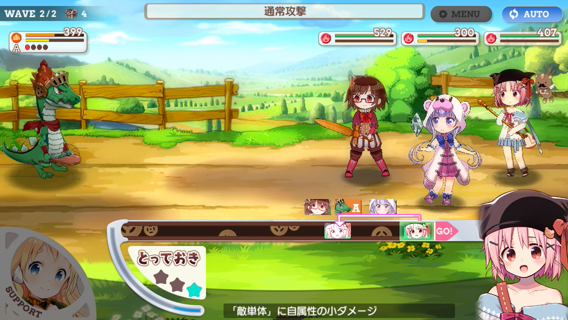 WAVE 2/2 4
通常攻撃
MENU
AUTO
399
A
529
300
407
A
GO!
とっておき
SUPPORT
「敵単体」に自属性の小ダメージ